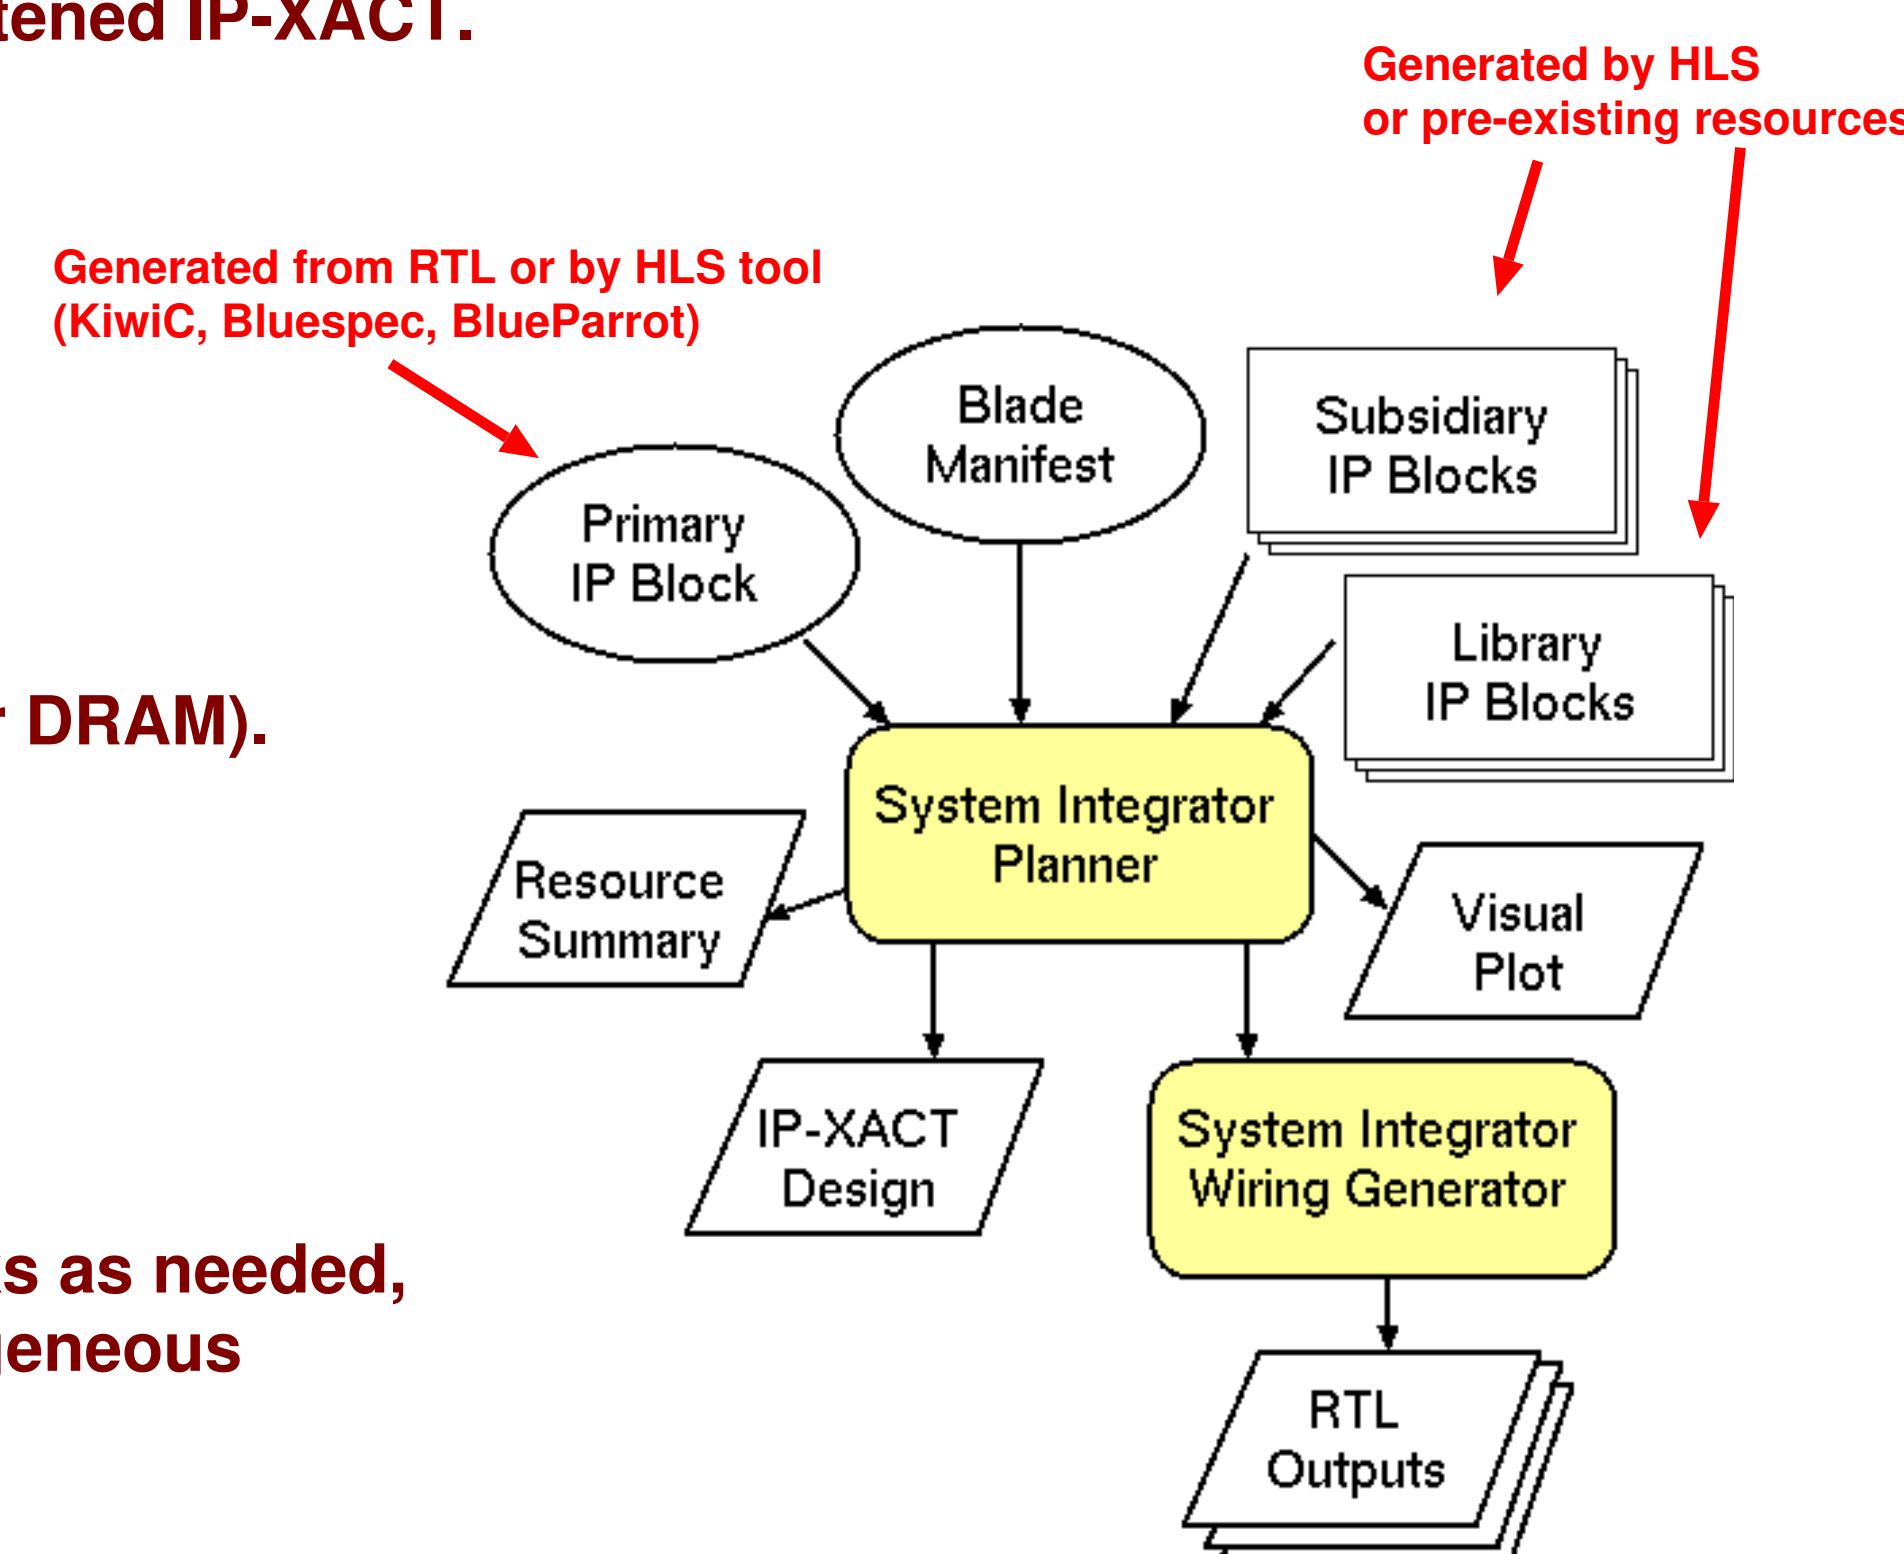 tened IP-XACT.
Generated by HLS
or pre-existing resources
Generated from RTL or by HLS tool
(KiwiC, Bluespec, BlueParrot)
Blade
Manifest
Subsidiary
IP Blocks
Primary
IP Block
Library
IP Blocks
r DRAM).
System Integrator
Planner
Resource
Summary
Visual
Plot
IP-XACT
Design
System Integrator
Wiring Generator
ks as needed,
geneous
RTL
Outputs